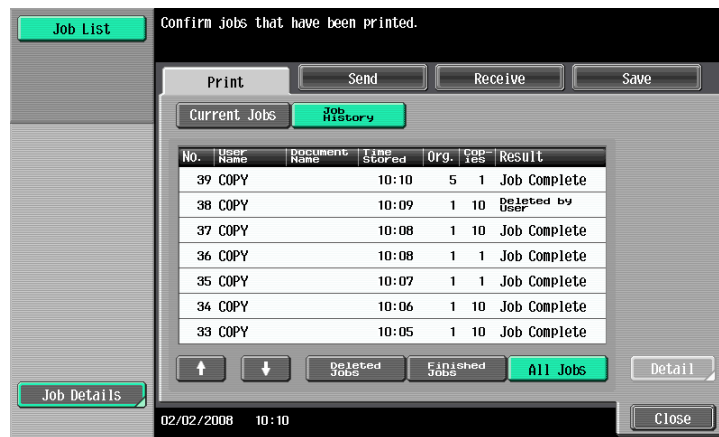 Job List
Confirm jobs that have been printed.
Print Send Receive Save
Current Jobs Job History
No. User Name Document Name Time Stored Org. Cop-ies Result
39 COPY 10:10 5 1 Job Complete
38 COPY 10:09 1 10 Deleted by User
37 COPY 10:08 1 10 Job Complete
36 COPY 10:08 1 1 Job Complete
35 COPY 10:07 1 1 Job Complete
34 COPY 10:06 1 10 Job Complete
33 COPY 10:05 1 10 Job Complete
Deleted Jobs Finished Jobs All Jobs Detail
Job Details
02/02/2008 10:10 Close